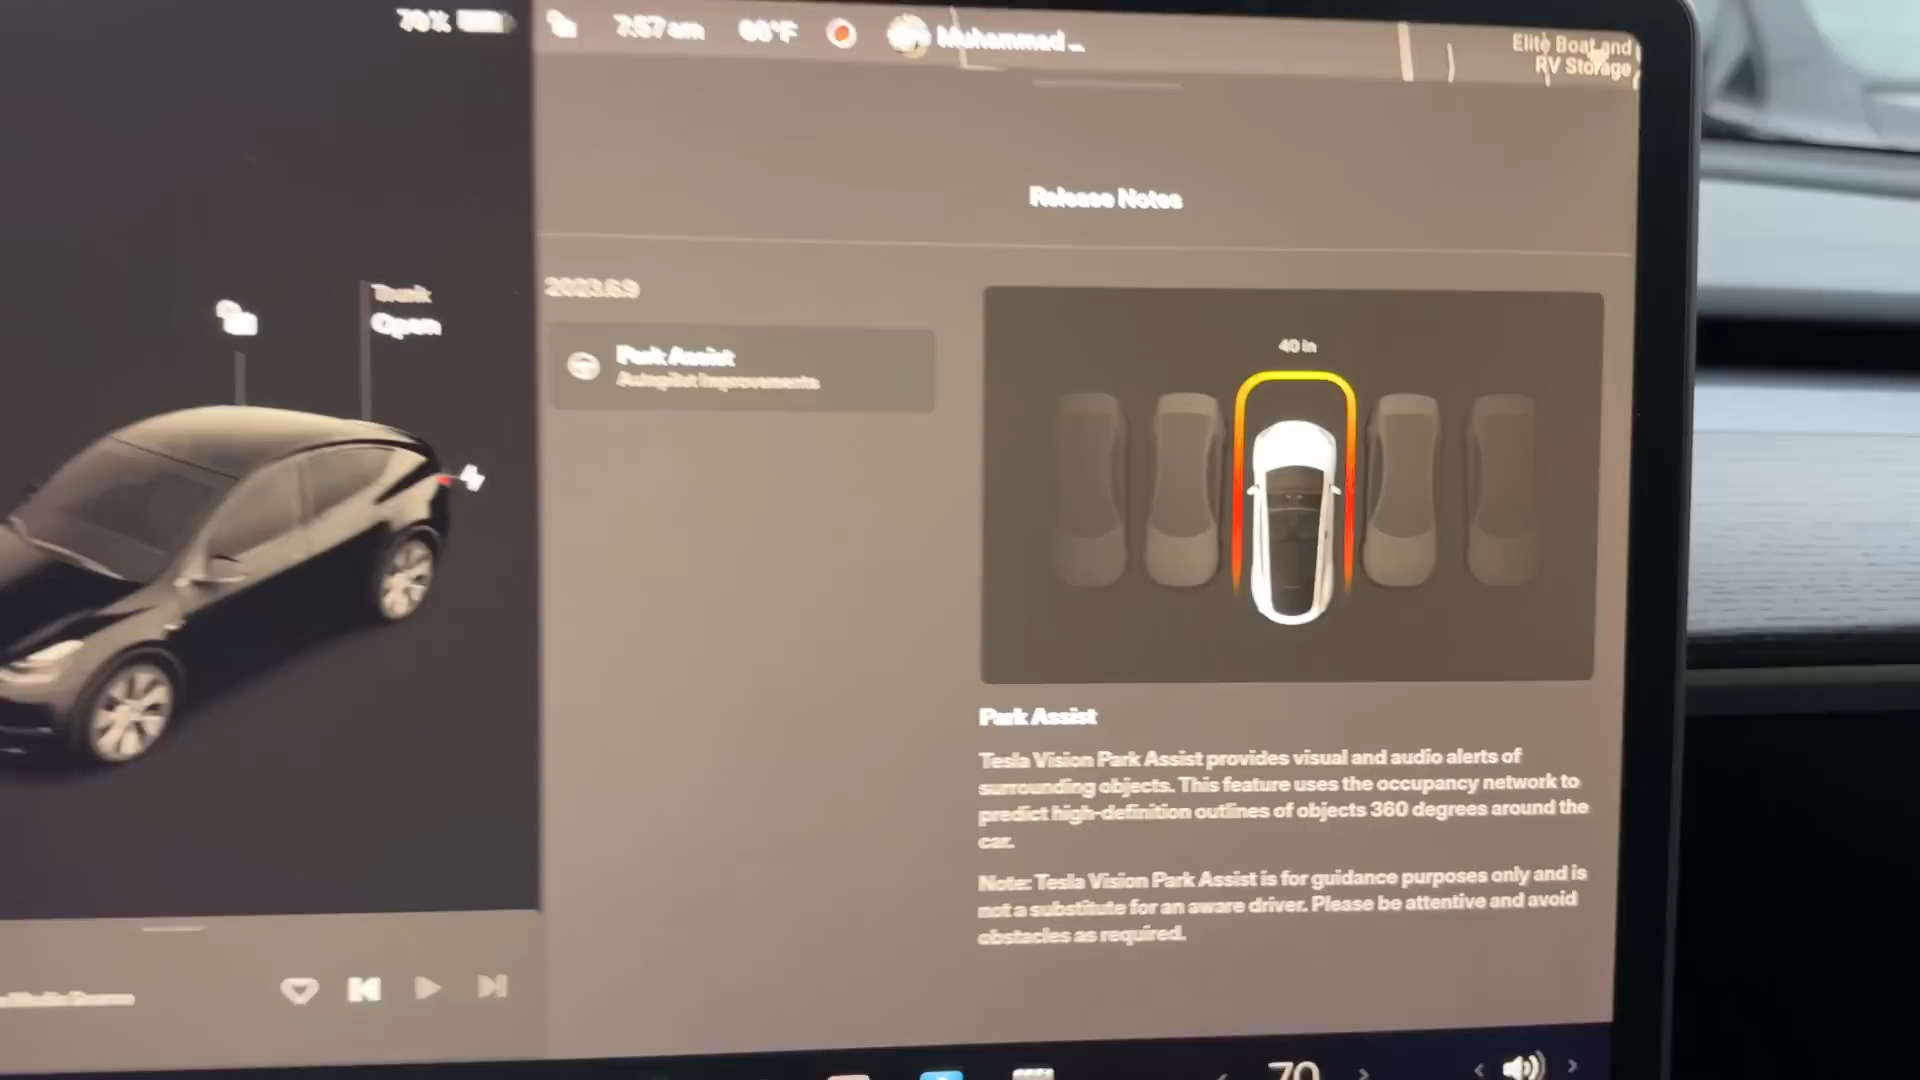 7:57 am
Muhammad ...
Elite Boat and
RV Storage
Release Notes
2023.6.9
Park Assist
Autopilot Improvements
Trunk
Open
40 in
Park Assist
Tesla Vision Park Assist provides visual and audio alerts of
surrounding objects. This feature uses the occupancy network to
predict high-definition outlines of objects 360 degrees around the
car.
Note: Tesla Vision Park Assist is for guidance purposes only and is
not a substitute for an aware driver. Please be attentive and avoid
obstacles as required.
70